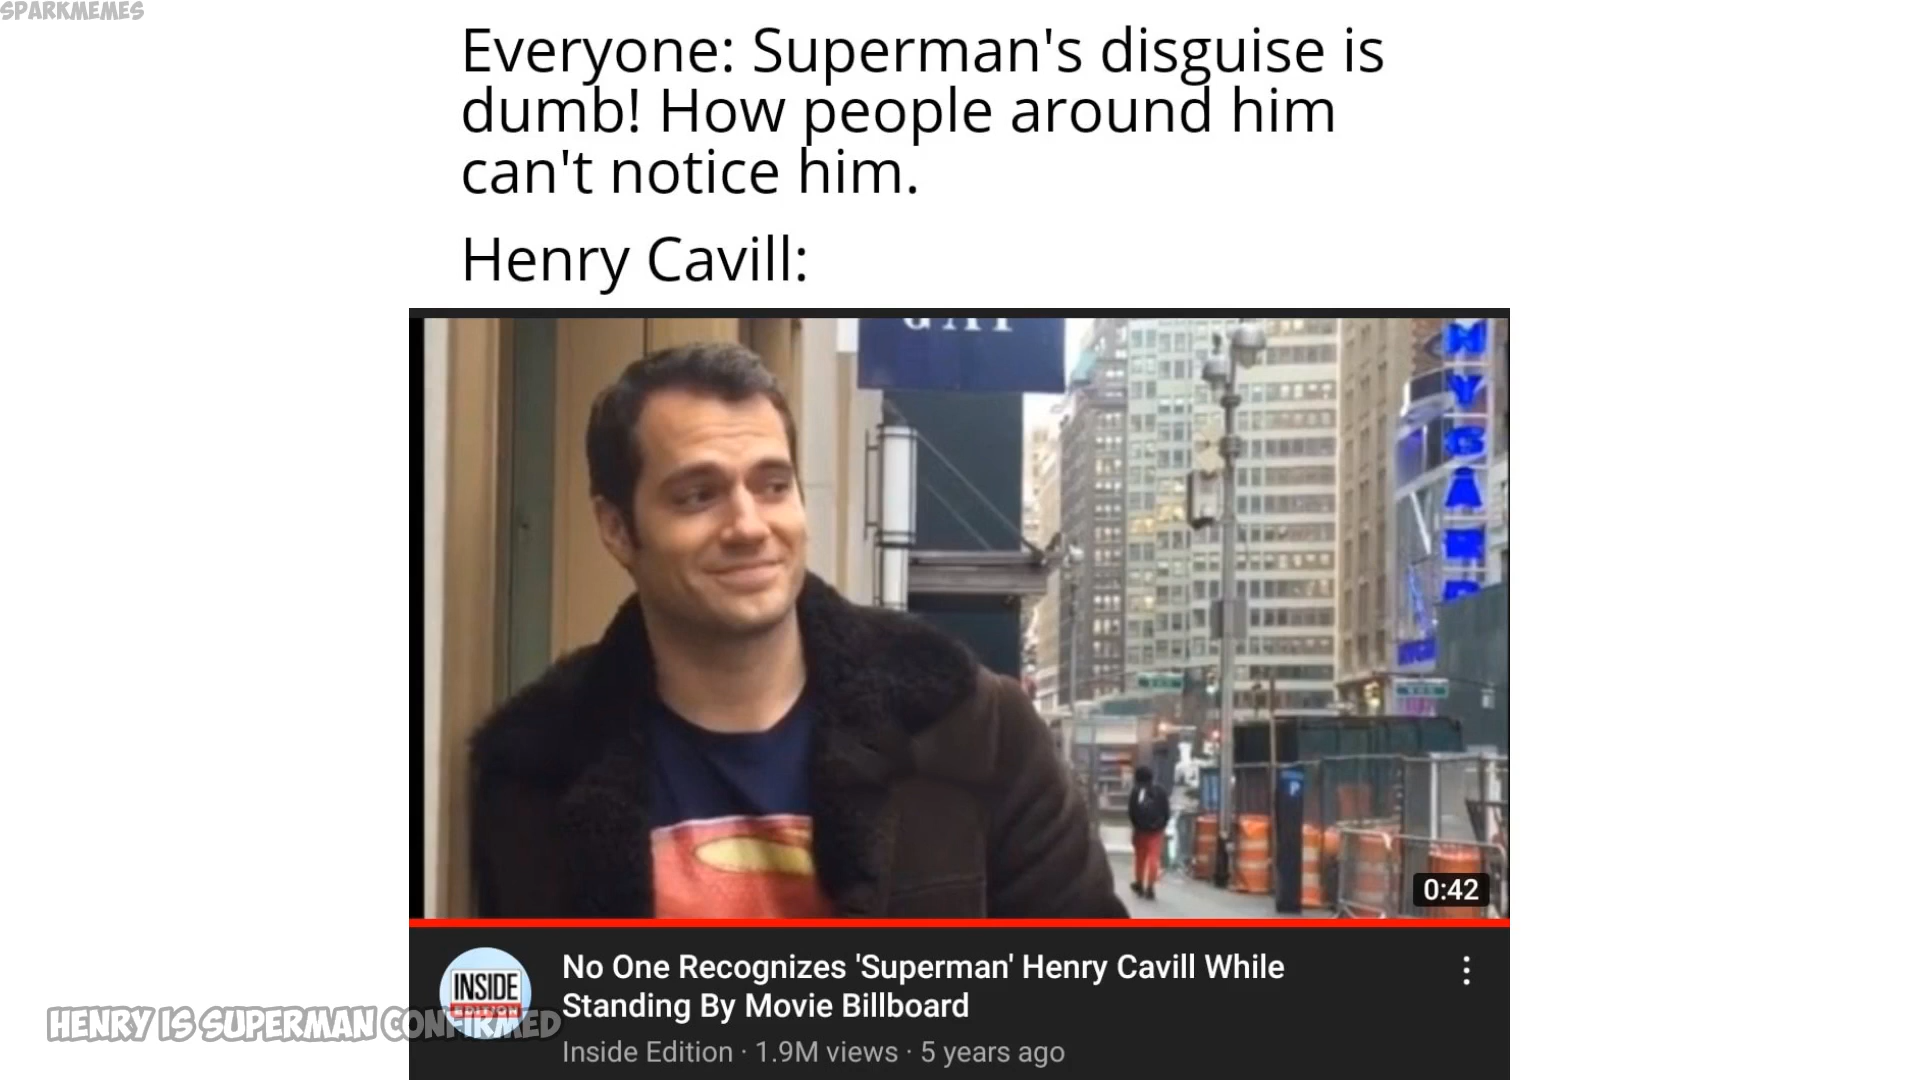 SPARKMEMES
Everyone: Superman's disguise is
dumb! How people around him
can't notice him.
Henry Cavill:
GAP
0:42
No One Recognizes 'Superman' Henry Cavill While
Standing By Movie Billboard
INSIDE
EDITION
HENRY IS SUPERMAN CONFIRMED
Inside Edition · 1.9M views · 5 years ago